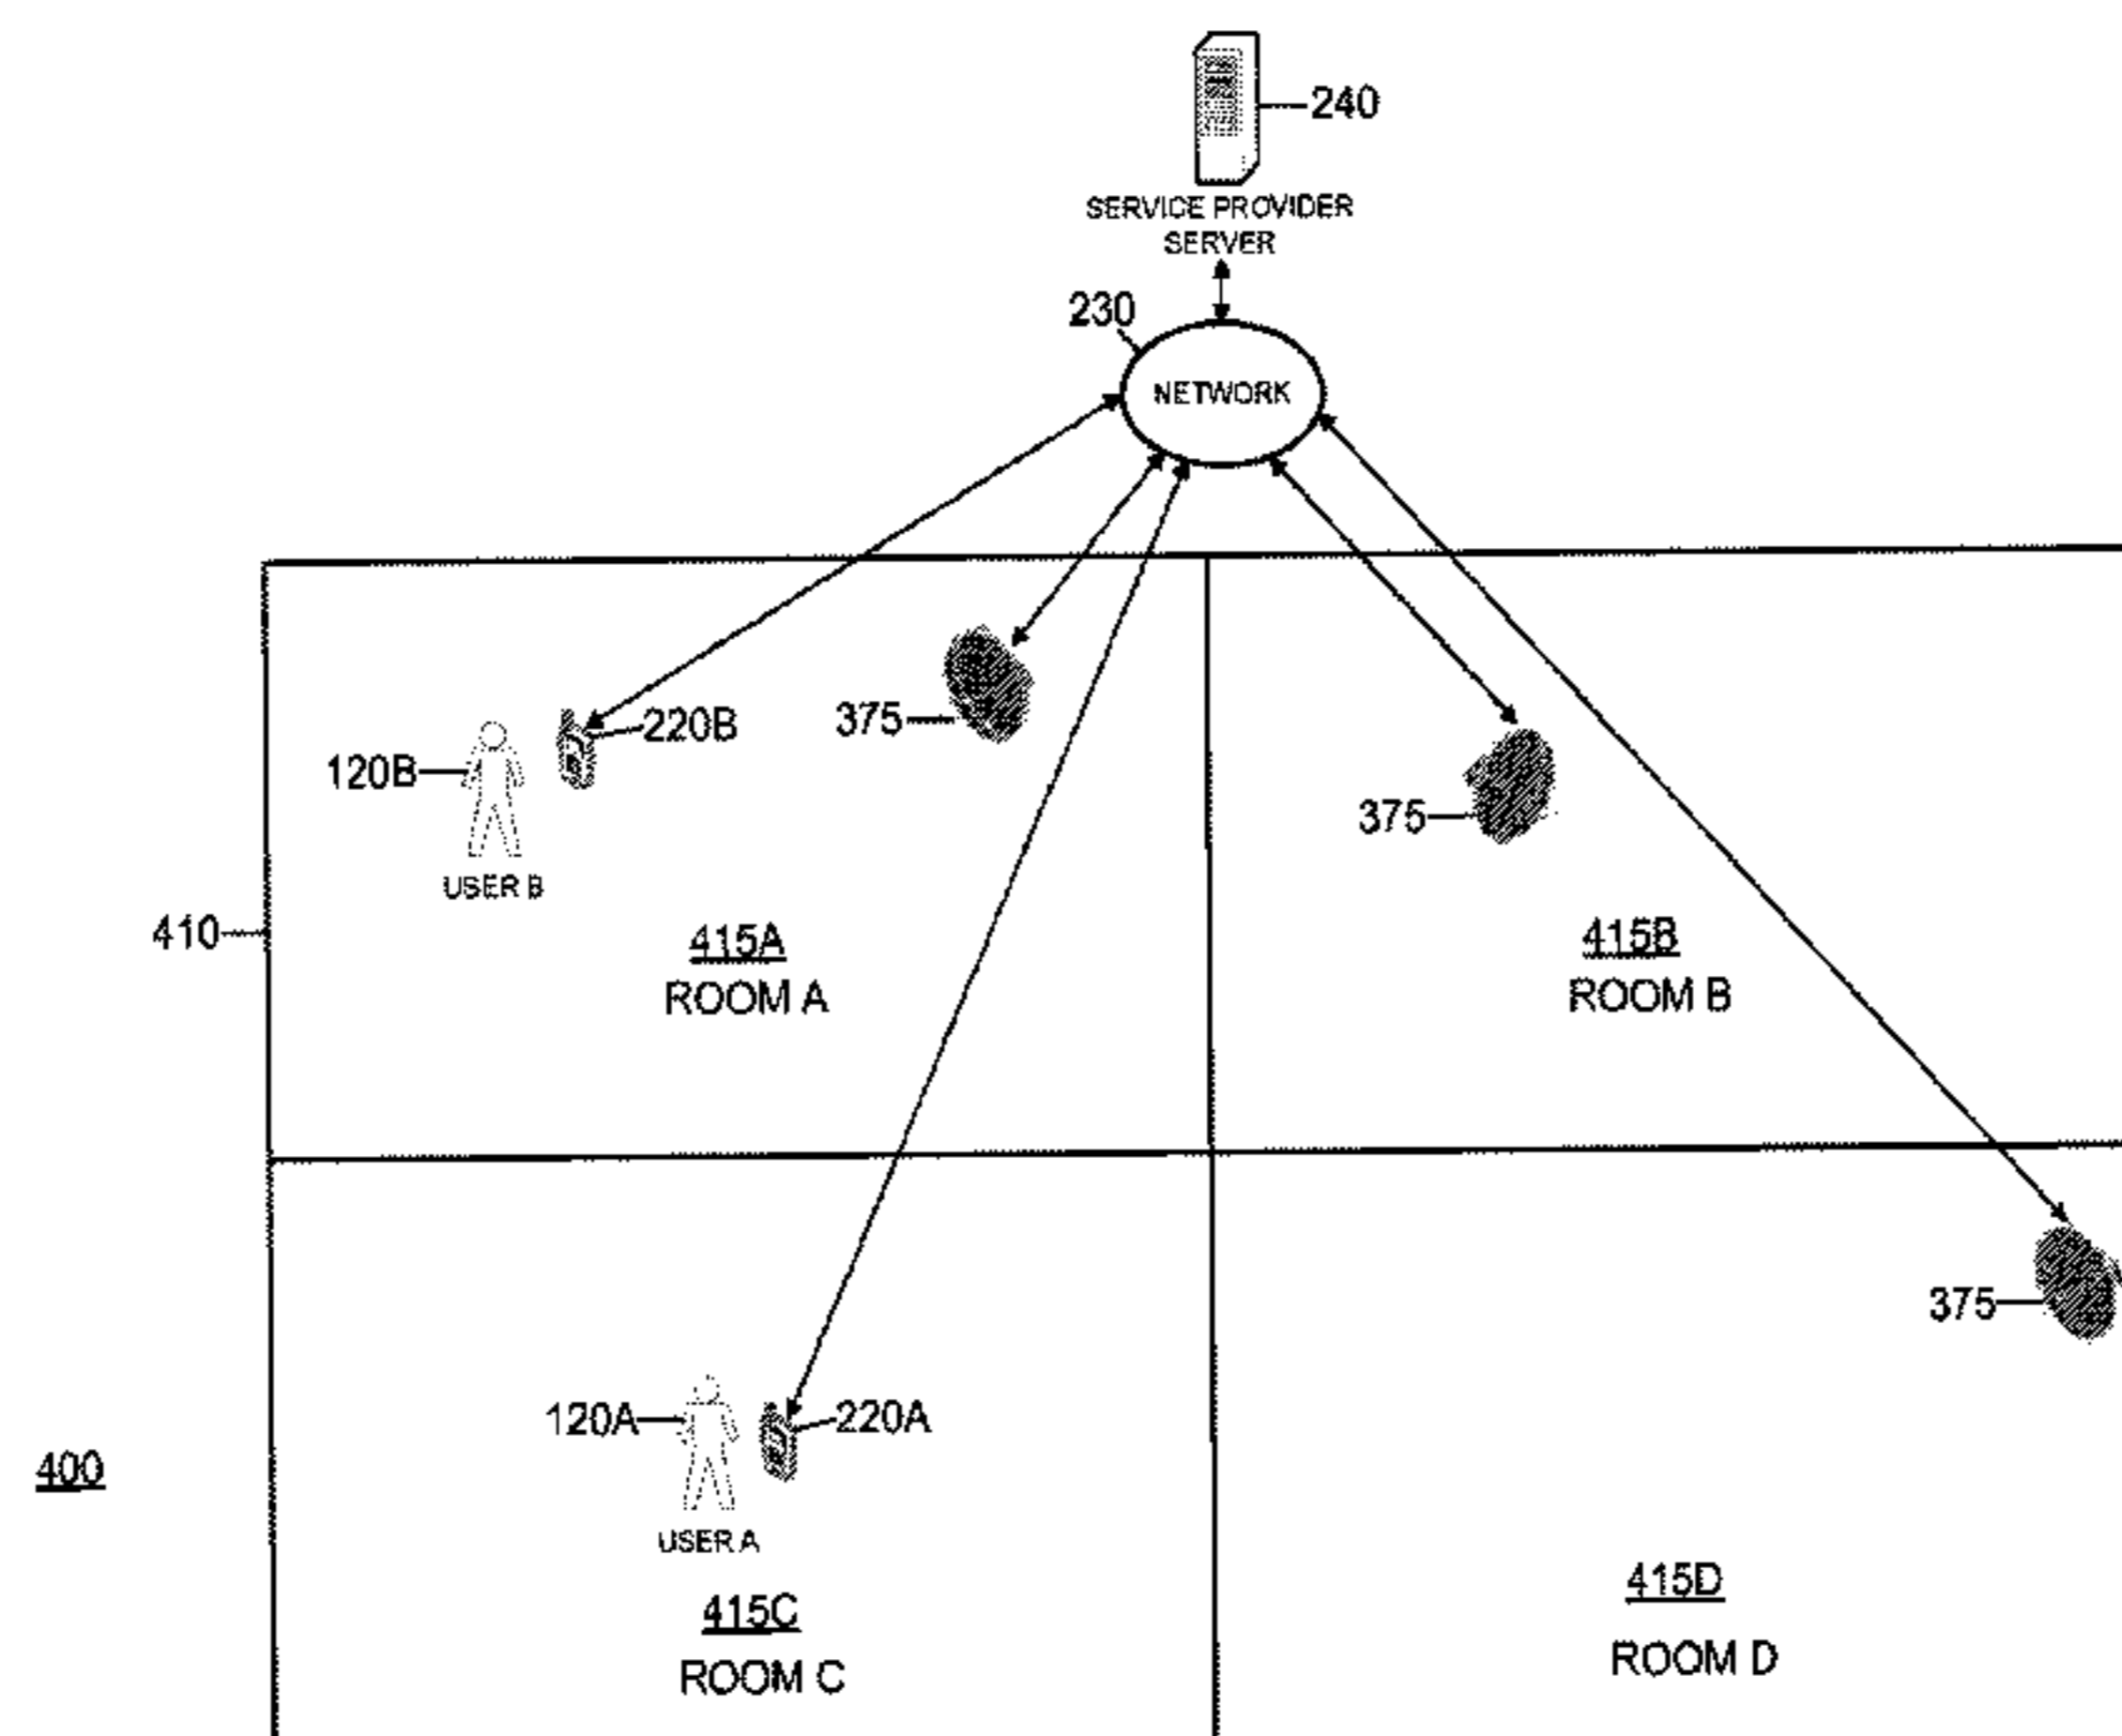 240
SERVICE PROVIDER
SERVER
230
NETWORK
220B
375
120B
375
USER B
410
415A
ROOM A
415B
ROOM B
375
120A
220A
400
USER A
415C
ROOM C
415D
ROOM D